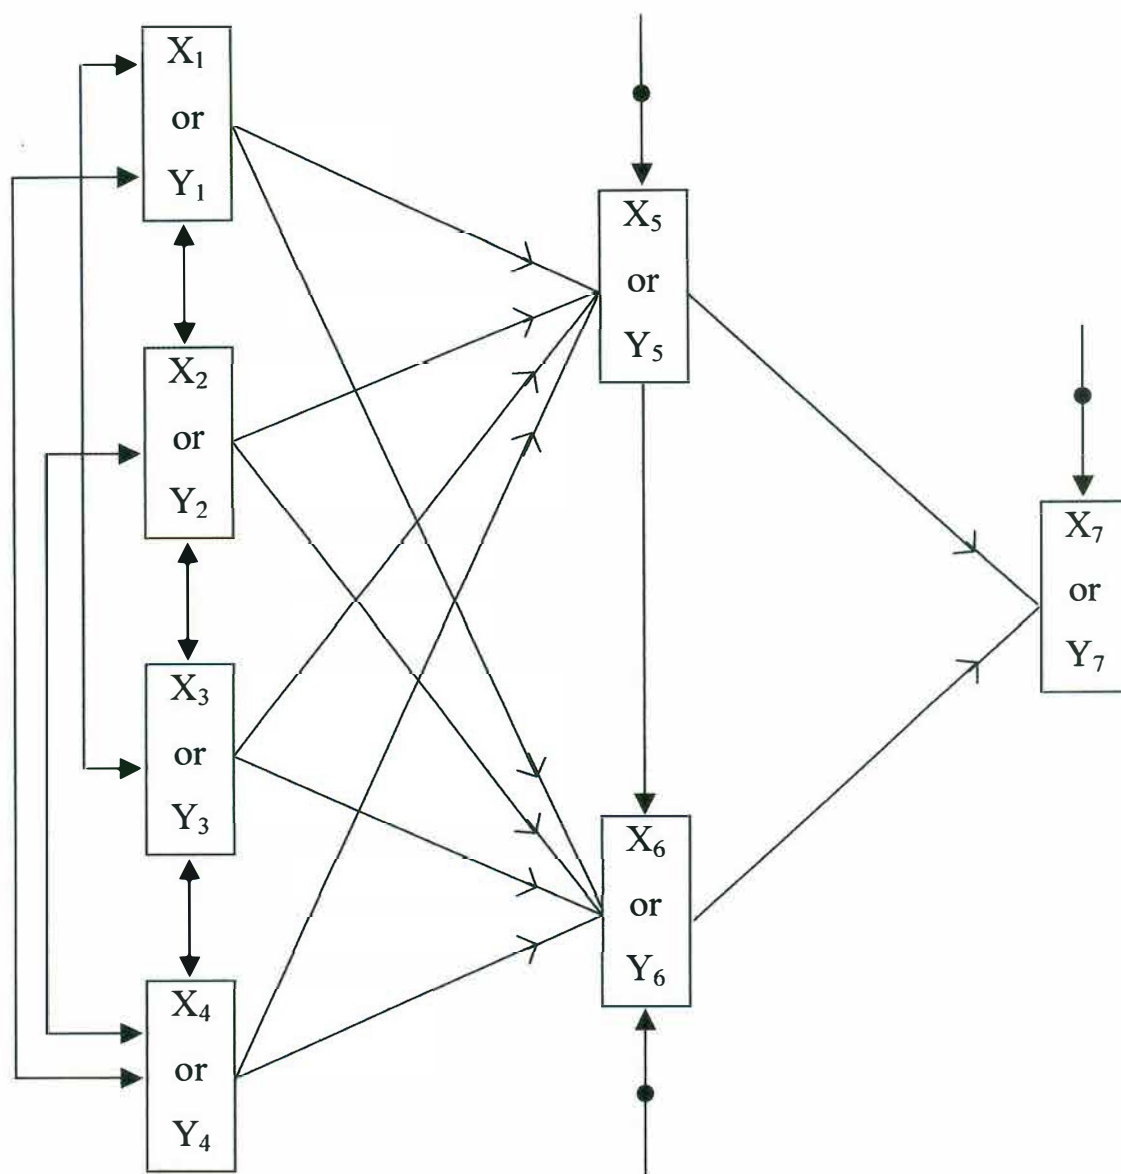 X₁
or
Y₁
X₂
or
Y₂
X₃
or
Y₃
X₄
or
Y₄
X₅
or
Y₅
X₆
or
Y₆
X₇
or
Y₇